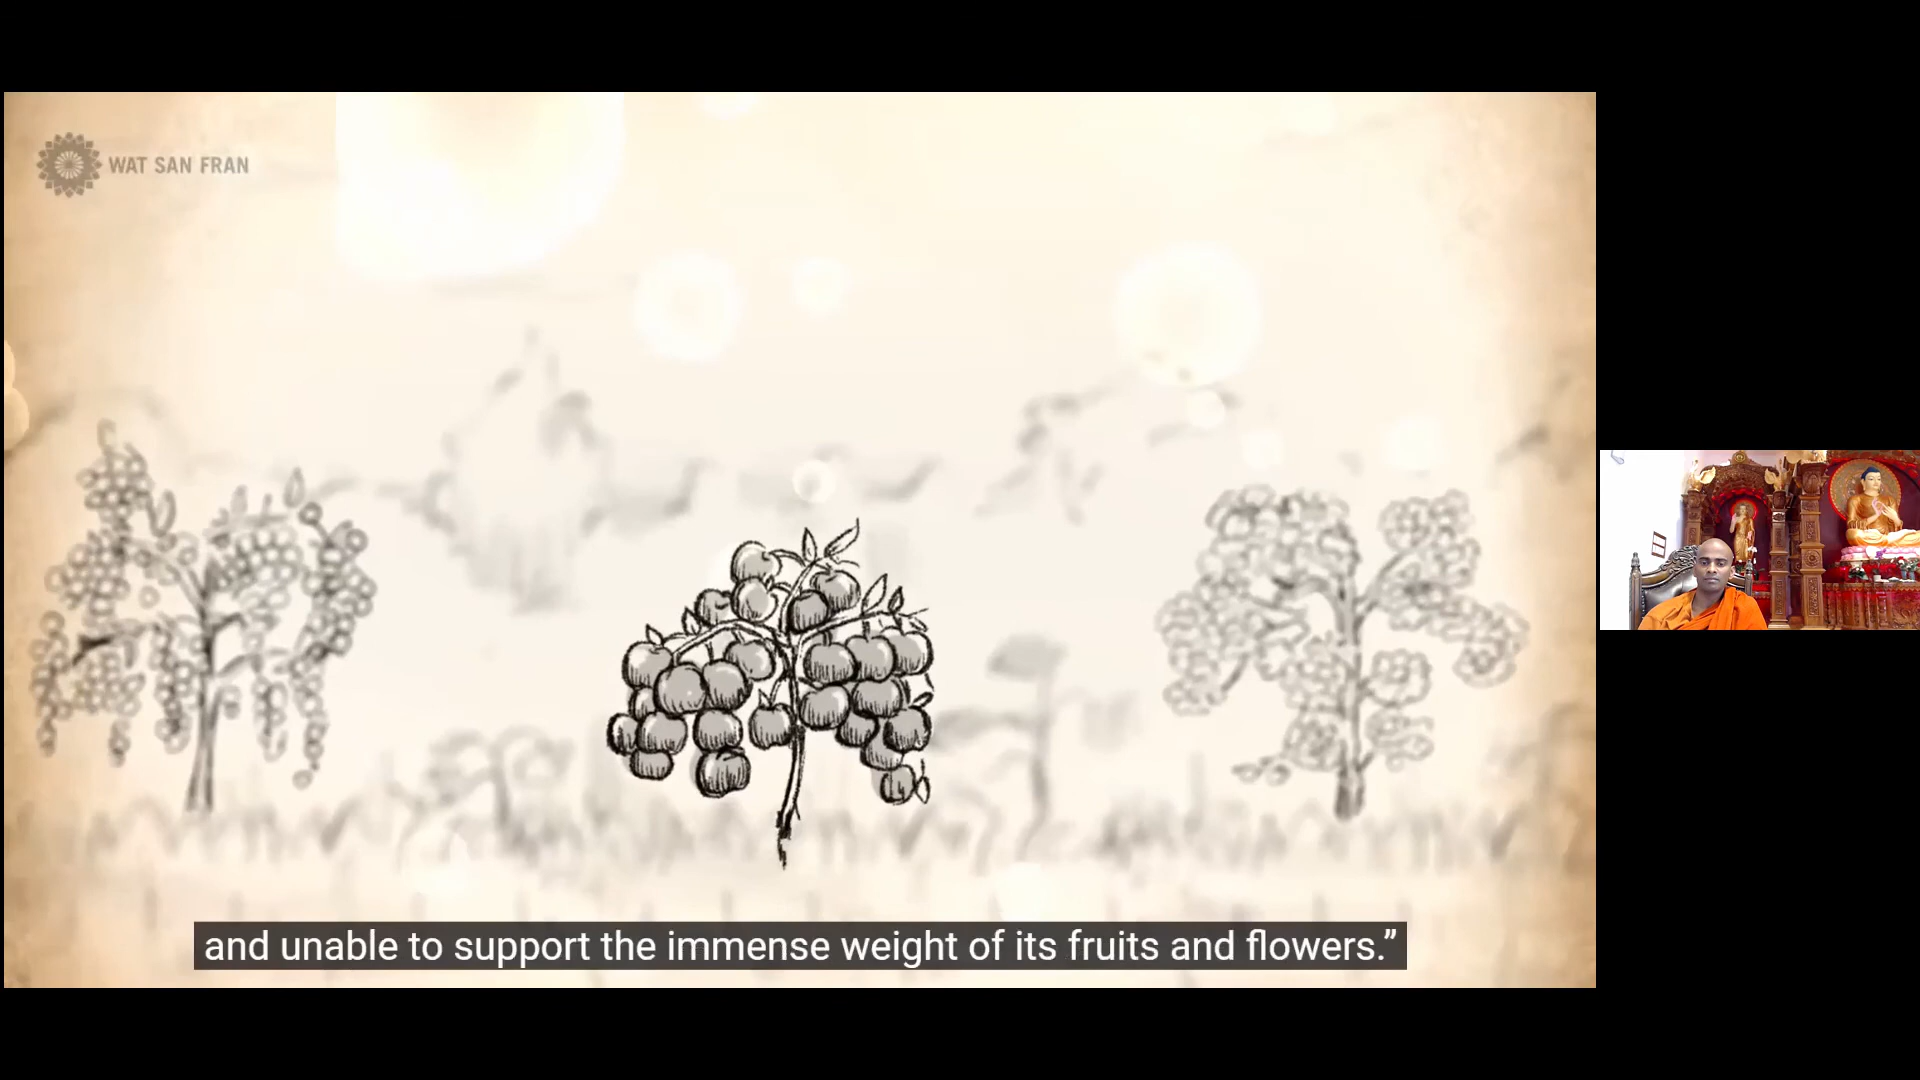 WAT SAN FRAN
and unable to support the immense weight of its fruits and flowers.”